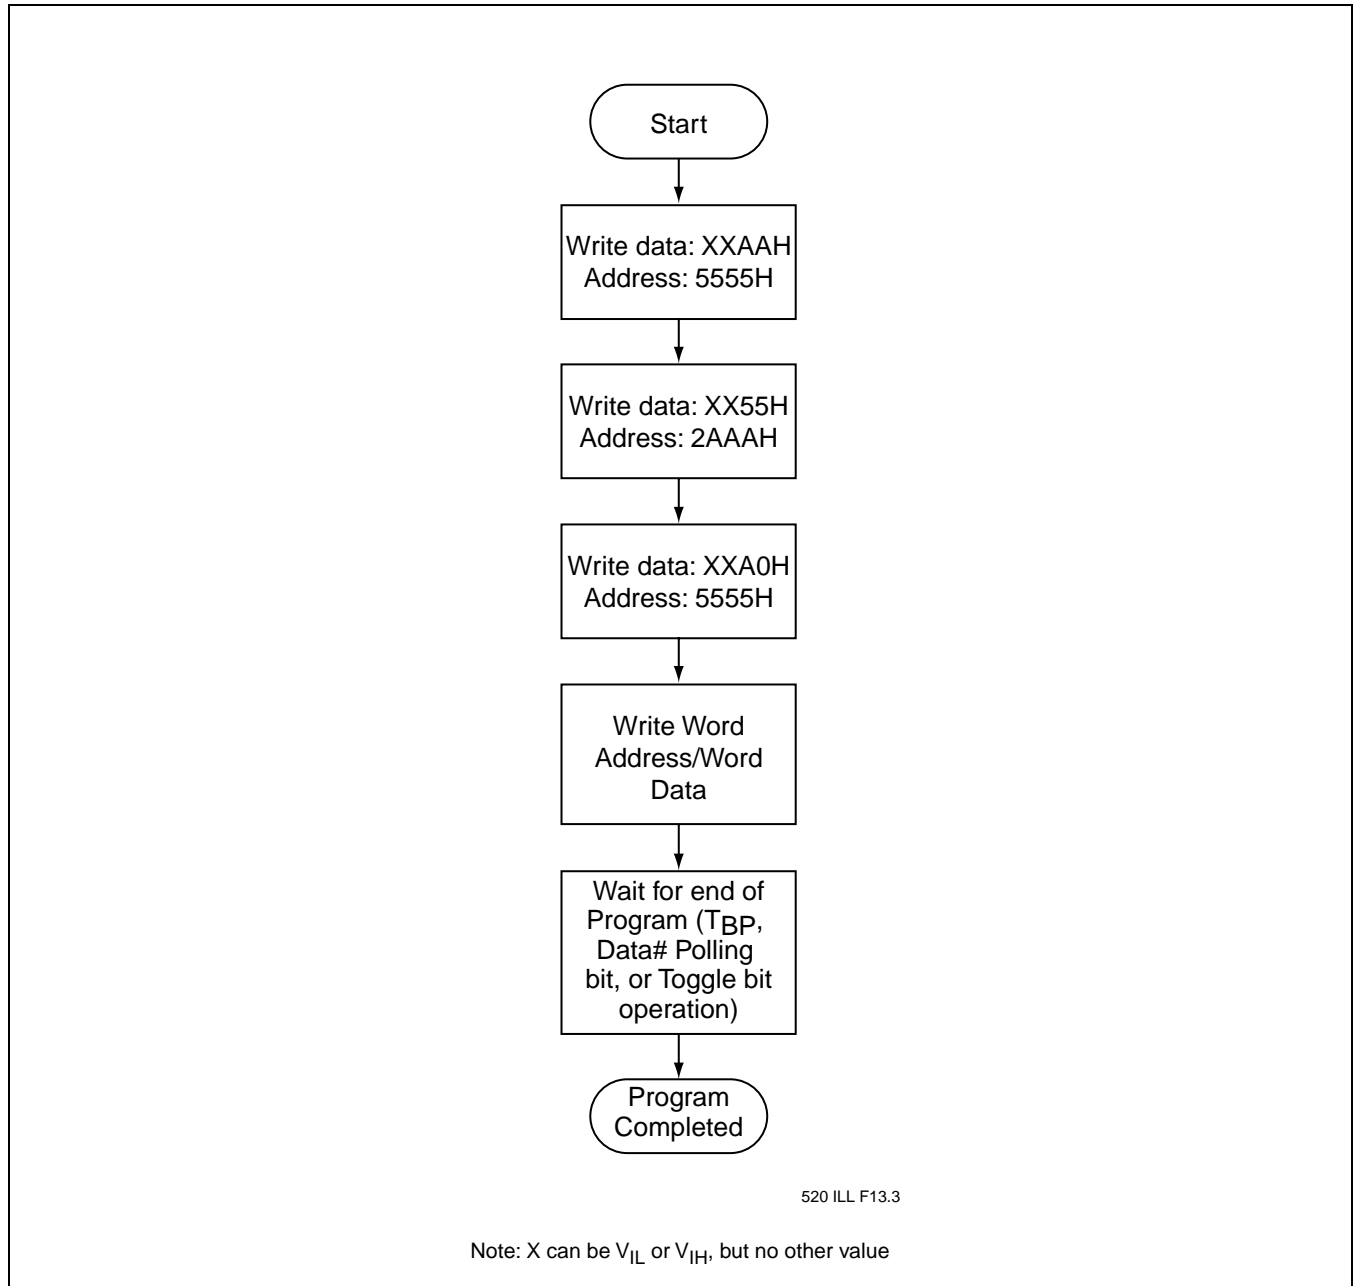 Start
Write data: XXAAH
Address: 5555H
Write data: XX55H
Address: 2AAAH
Write data: XXA0H
Address: 5555H
Write Word
Address/Word
Data
Wait for end of
Program (TBP,
Data# Polling
bit, or Toggle bit
operation)
Program
Completed
520 ILL F13.3
Note: X can be VIL or VIH, but no other value